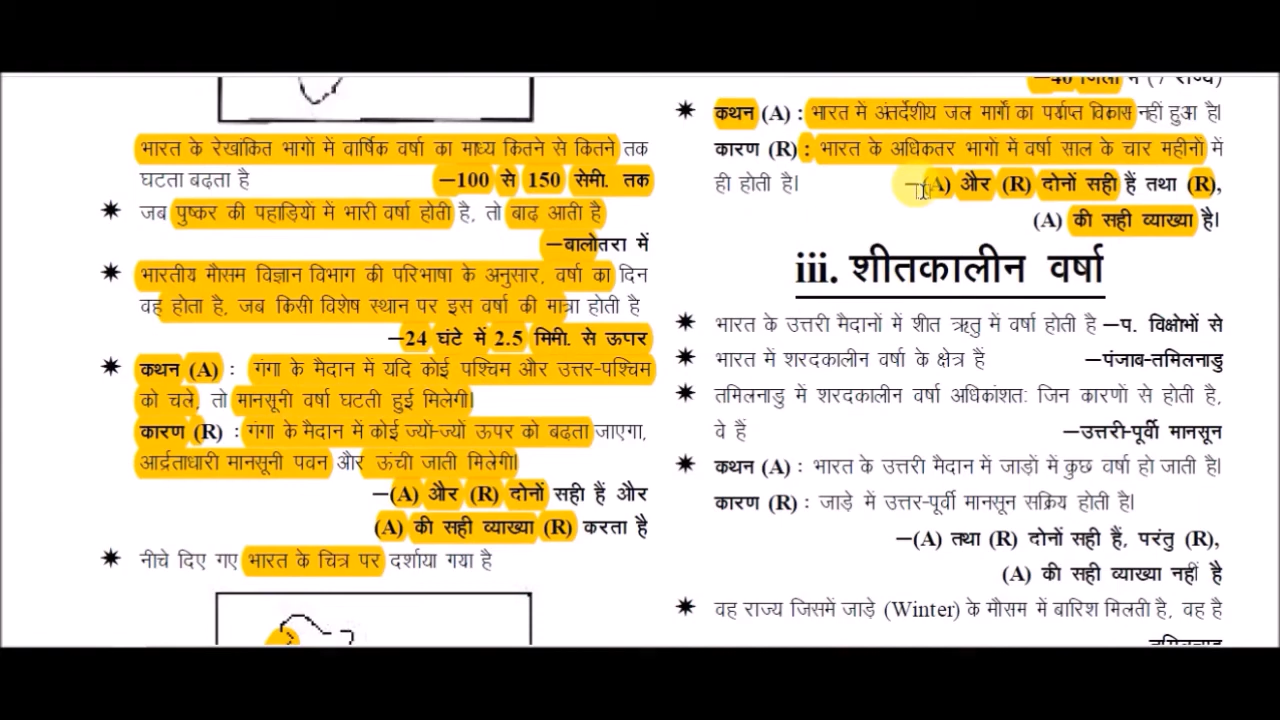 भारत के रेखांकित भागों में वार्षिक वर्षा का माध्य कितने से कितने तक
घटता बढ़ता है –100 से 150 सेमी. तक
✶ जब पुष्कर की पहाड़ियों में भारी वर्षा होती है, तो बाढ़ आती है
–बालोतरा में
✶ भारतीय मौसम विज्ञान विभाग की परिभाषा के अनुसार, वर्षा का दिन
वह होता है, जब किसी विशेष स्थान पर इस वर्षा की मात्रा होती है
–24 घंटे में 2.5 मिमी. से ऊपर
✶ कथन (A) : गंगा के मैदान में यदि कोई पश्चिम और उत्तर-पश्चिम
को चले, तो मानसूनी वर्षा घटती हुई मिलेगी।
कारण (R) : गंगा के मैदान में कोई ज्यों-ज्यों ऊपर को बढ़ता जाएगा,
आर्द्रताधारी मानसूनी पवन और ऊंची जाती मिलेगी।
–(A) और (R) दोनों सही हैं और
(A) की सही व्याख्या (R) करता है
✶ नीचे दिए गए भारत के चित्र पर दर्शाया गया है
–40 जिलों में (7 राज्य)
✶ कथन (A) : भारत में अंतर्देशीय जल मार्गों का पर्याप्त विकास नहीं हुआ है।
कारण (R) : भारत के अधिकतर भागों में वर्षा साल के चार महीनों में
ही होती है। –(A) और (R) दोनों सही हैं तथा (R),
(A) की सही व्याख्या है।
iii. शीतकालीन वर्षा
✶ भारत के उत्तरी मैदानों में शीत ऋतु में वर्षा होती है –प. विक्षोभों से
✶ भारत में शरदकालीन वर्षा के क्षेत्र हैं –पंजाब-तमिलनाडु
✶ तमिलनाडु में शरदकालीन वर्षा अधिकांशत: जिन कारणों से होती है,
वे हैं –उत्तरी-पूर्वी मानसून
✶ कथन (A) : भारत के उत्तरी मैदान में जाड़ों में कुछ वर्षा हो जाती है।
कारण (R) : जाड़े में उत्तर-पूर्वी मानसून सक्रिय होती है।
–(A) तथा (R) दोनों सही हैं, परंतु (R),
(A) की सही व्याख्या नहीं है
✶ वह राज्य जिसमें जाड़े (Winter) के मौसम में बारिश मिलती है, वह है
–तमिलनाडु